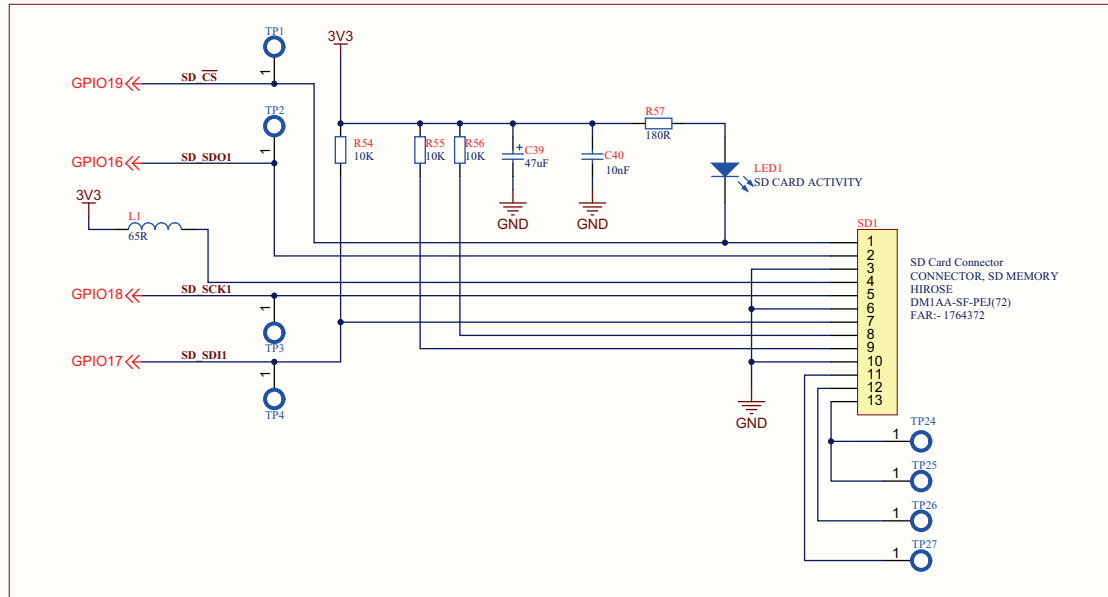 TP1
3V3
1
GPIO19
SD_CS
TP2
R57
180R
R54
10K
R55
10K
R56
10K
+
C39
47uF
C40
10nF
1
GPIO16
SD_SDO1
LED1
SD CARD ACTIVITY
3V3
GND
GND
L1
65R
SD1
1
2
3
4
5
6
7
8
9
10
11
12
13
SD Card Connector
CONNECTOR, SD MEMORY
HIROSE
DM1AA-SF-PEJ(72)
FAR:- 1764372
GPIO18
SD_SCK1
1
TP3
GPIO17
SD_SDI1
1
TP4
GND
TP24
1
TP25
1
TP26
1
TP27
1